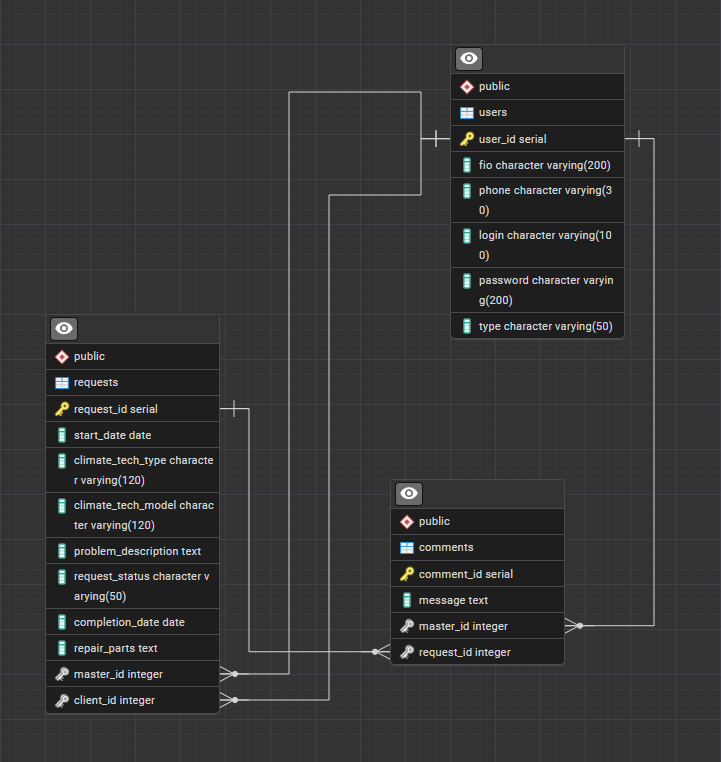 public
users
user_id serial
fio character varying(200)
phone character varying(3
0)
login character varying(10
0)
password character varyin
g(200)
type character varying(50)
public
requests
request_id serial
start_date date
climate_tech_type characte
r varying(120)
climate_tech_model charac
ter varying(120)
problem_description text
request_status character v
arying(50)
completion_date date
repair_parts text
master_id integer
client_id integer
public
comments
comment_id serial
message text
master_id integer
request_id integer